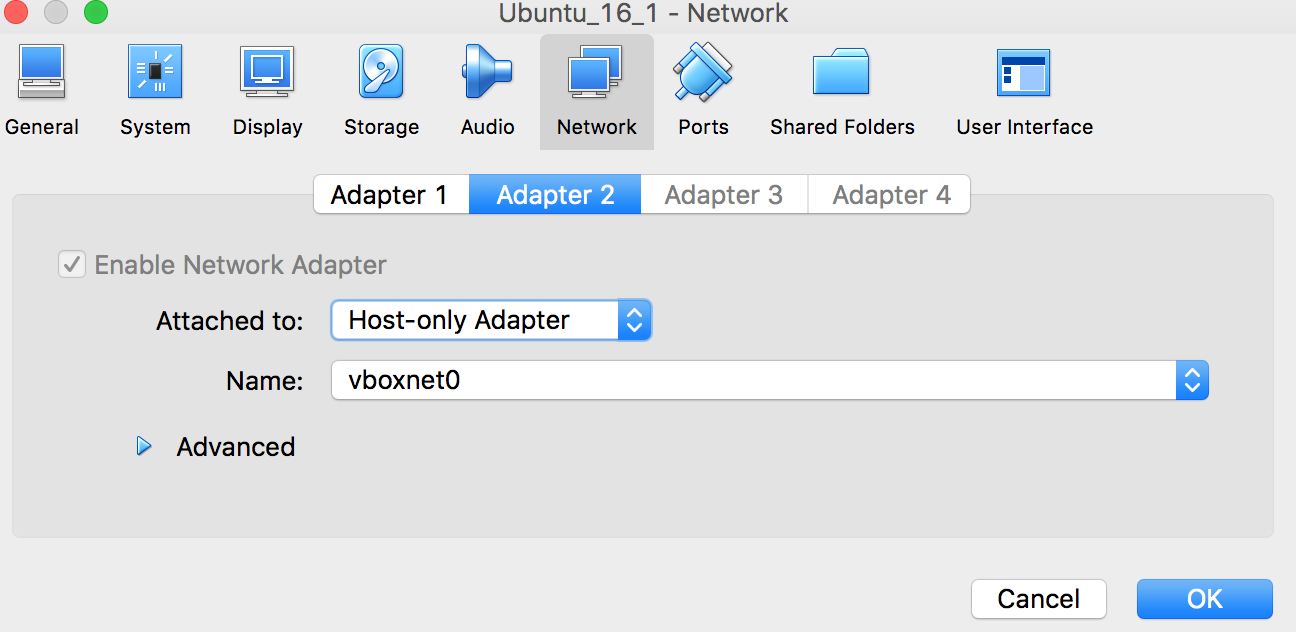 Ubuntu_16_1 - Network
General System Display Storage Audio Network Ports Shared Folders User Interface
Adapter 1 Adapter 2 Adapter 3 Adapter 4
Enable Network Adapter
Attached to: Host-only Adapter
Name: vboxnet0
Advanced
Cancel OK